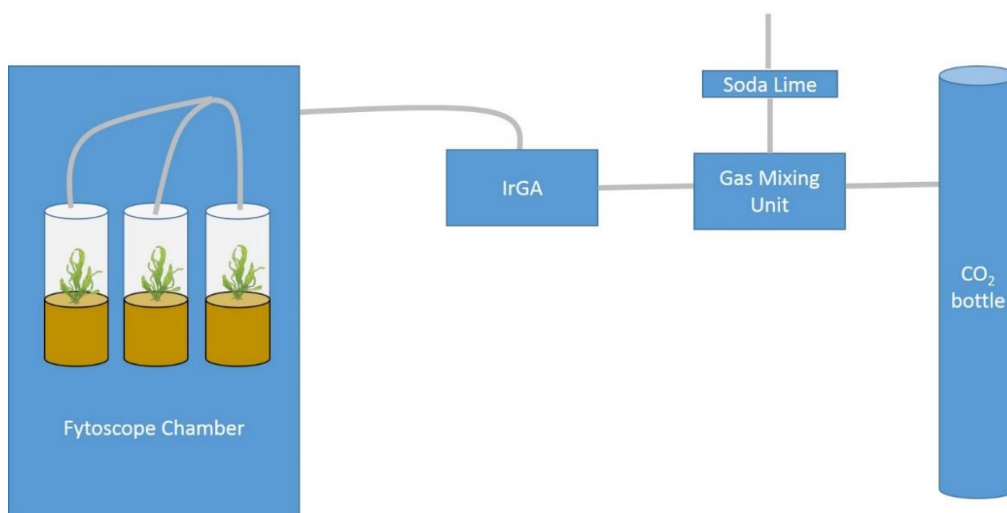 Soda Lime
IrGA
Gas Mixing
Unit
CO₂
bottle
Fytoscope Chamber